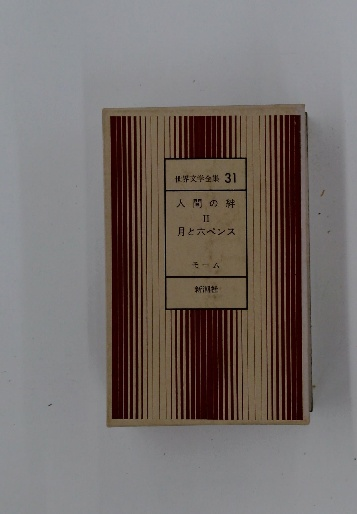 世界文学全集 31
人間の絆
II
月と六ペンス
モーム
新潮社